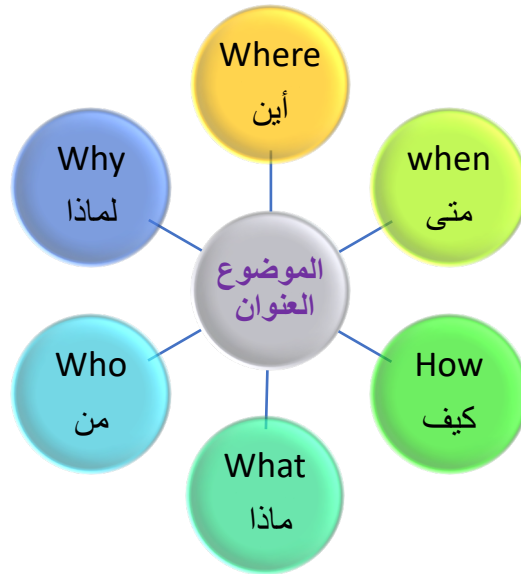 Where
أين
when
متى
How
كيف
What
ماذا
Who
من
Why
لماذا
الموضوع
العنوان